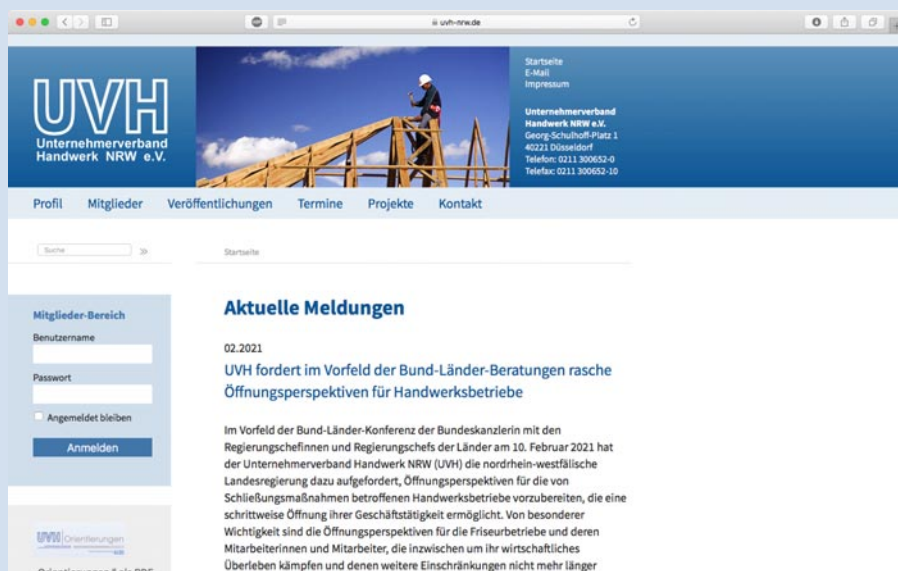 uvh-nrw.de
UVH
Unternehmerverband
Handwerk NRW e.V.
Startseite
E-Mail
Impressum
Unternehmerverband
Handwerk NRW e.V.
Georg-Schulhoff-Platz 1
40221 Düsseldorf
Telefon: 0211 300652-0
Telefax: 0211 300652-10
Profil Mitglieder Veröffentlichungen Termine Projekte Kontakt
Suche »
Startseite
Mitglieder-Bereich
Benutzername
Passwort
Angemeldet bleiben
Anmelden
UVH Orientierungen
Aktuelle Meldungen
02.2021
UVH fordert im Vorfeld der Bund-Länder-Beratungen rasche
Öffnungsperspektiven für Handwerksbetriebe
Im Vorfeld der Bund-Länder-Konferenz der Bundeskanzlerin mit den
Regierungschefinnen und Regierungschefs der Länder am 10. Februar 2021 hat
der Unternehmerverband Handwerk NRW (UVH) die nordrhein-westfälische
Landesregierung dazu aufgefordert, Öffnungsperspektiven für die von
Schließungsmaßnahmen betroffenen Handwerksbetriebe vorzubereiten, die eine
schrittweise Öffnung ihrer Geschäftstätigkeit ermöglicht. Von besonderer
Wichtigkeit sind die Öffnungsperspektiven für die Friseurbetriebe und deren
Mitarbeiterinnen und Mitarbeiter, die inzwischen um ihr wirtschaftliches
Überleben kämpfen und denen weitere Einschränkungen nicht mehr länger